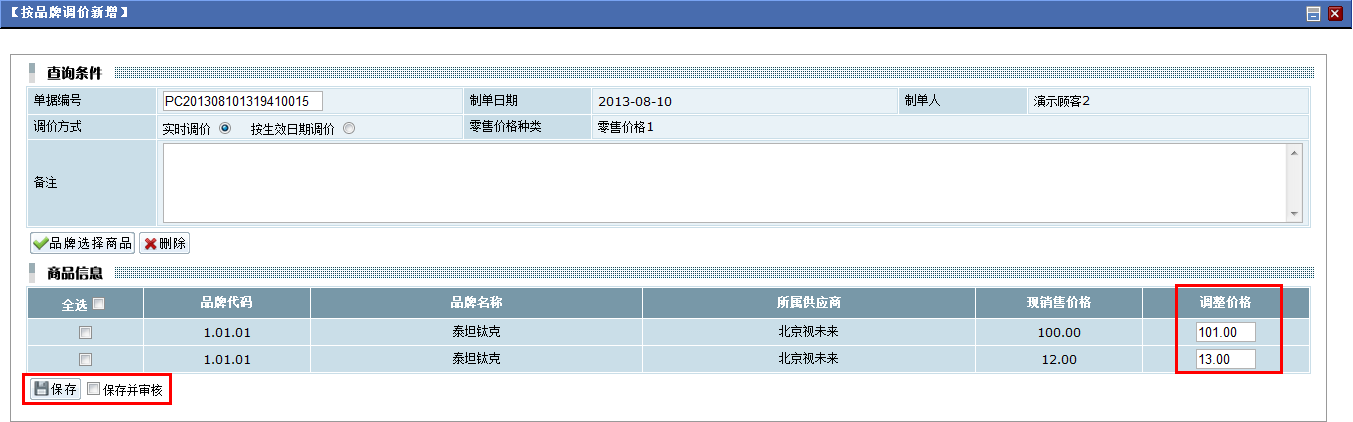 【按品牌调价新增】
查询条件
单据编号 PC201308101319410015 制单日期 2013-08-10 制单人 演示顾客2
调价方式 实时调价 按生效日期调价 零售价格种类 零售价格1
备注
品牌选择商品 删除
商品信息
全选 品牌代码 品牌名称 所属供应商 现销售价格 调整价格
1.01.01 泰坦钛克 北京视未来 100.00 101.00
1.01.01 泰坦钛克 北京视未来 12.00 13.00
保存 保存并审核